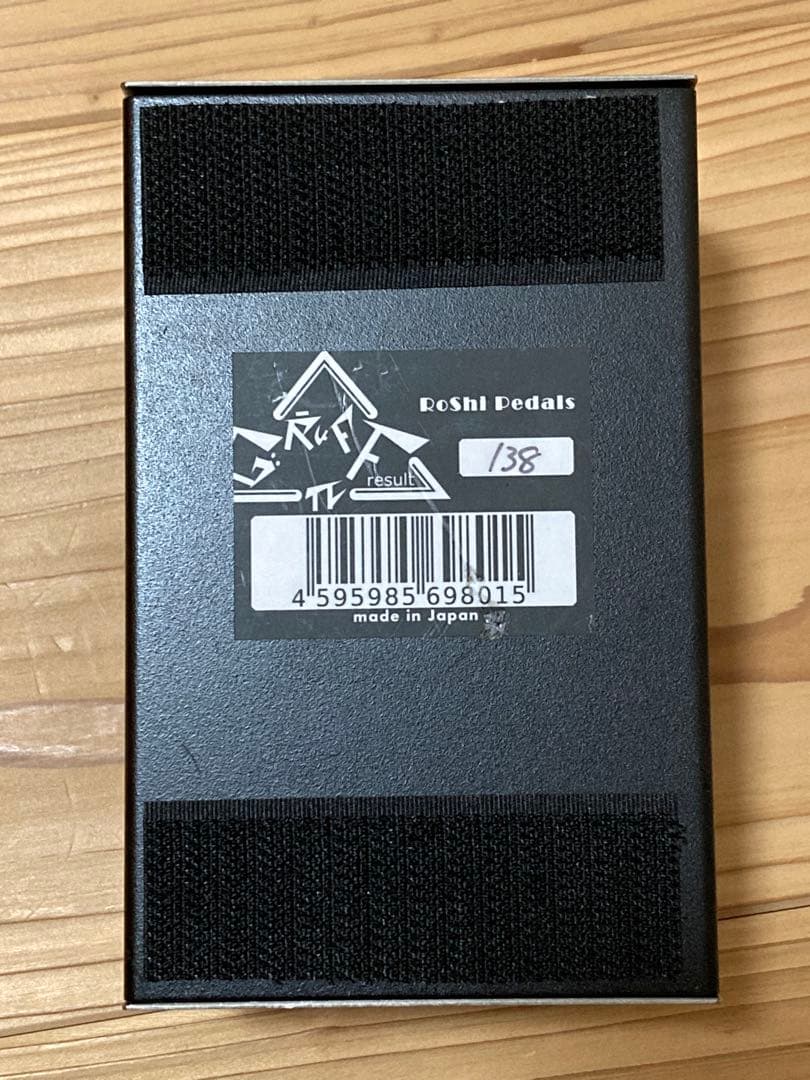 RoShi Pedals
138
result
4 595985 698015
made in Japan